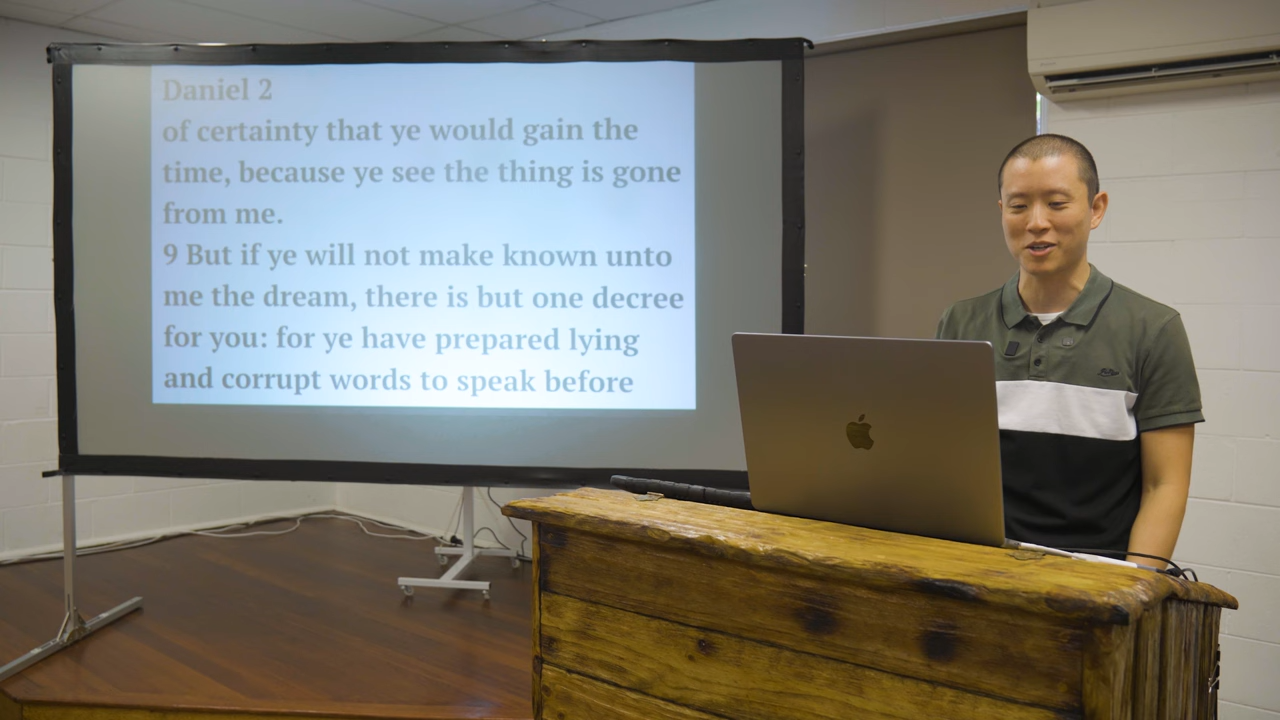 Daniel 2
of certainty that ye would gain the
time, because ye see the thing is gone
from me.
9 But if ye will not make known unto
me the dream, there is but one decree
for you: for ye have prepared lying
and corrupt words to speak before